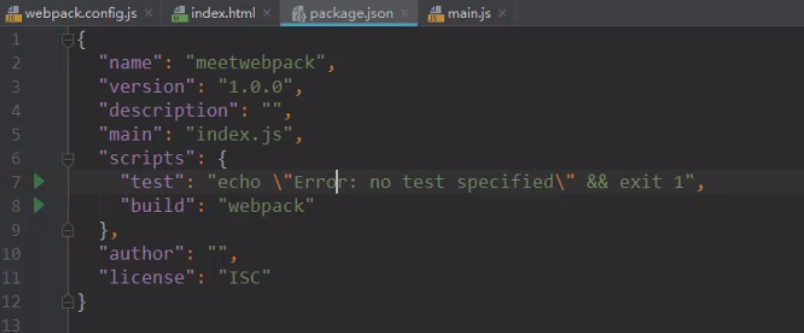 webpack.config.js × index.html × package.json × main.js ×
1 {
2 "name": "meetwebpack",
3 "version": "1.0.0",
4 "description": "",
5 "main": "index.js",
6 "scripts": {
7 "test": "echo \"Error: no test specified\" && exit 1",
8 "build": "webpack"
9 },
10 "author": "",
11 "license": "ISC"
12 }
13